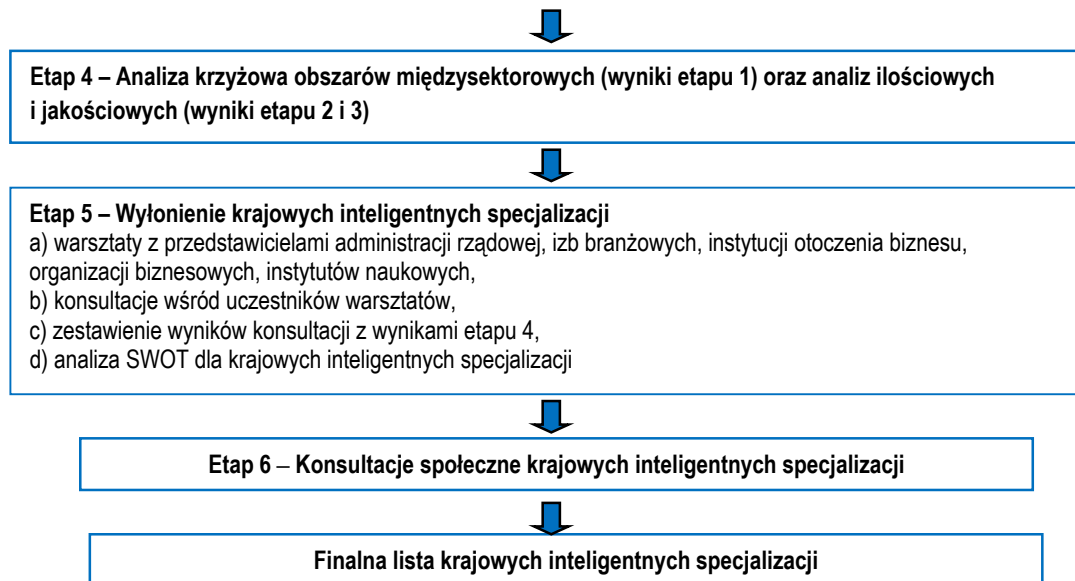 Etap 4 – Analiza krzyżowa obszarów międzysektorowych (wyniki etapu 1) oraz analiz ilościowych
i jakościowych (wyniki etapu 2 i 3)
Etap 5 – Wyłonienie krajowych inteligentnych specjalizacji
a) warsztaty z przedstawicielami administracji rządowej, izb branżowych, instytucji otoczenia biznesu,
organizacji biznesowych, instytutów naukowych,
b) konsultacje wśród uczestników warsztatów,
c) zestawienie wyników konsultacji z wynikami etapu 4,
d) analiza SWOT dla krajowych inteligentnych specjalizacji
Etap 6 – Konsultacje społeczne krajowych inteligentnych specjalizacji
Finalna lista krajowych inteligentnych specjalizacji